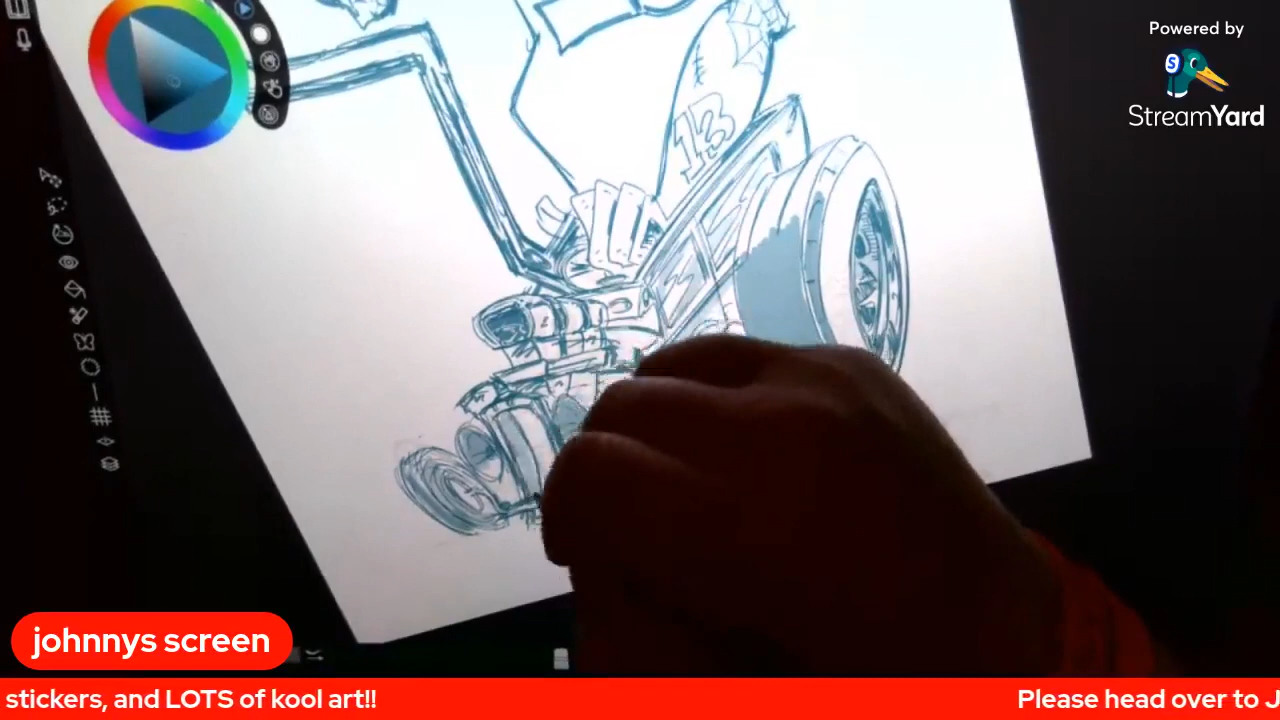 Powered by
S
StreamYard
13
johnnys screen
stickers, and LOTS of kool art!!
Please head over to J